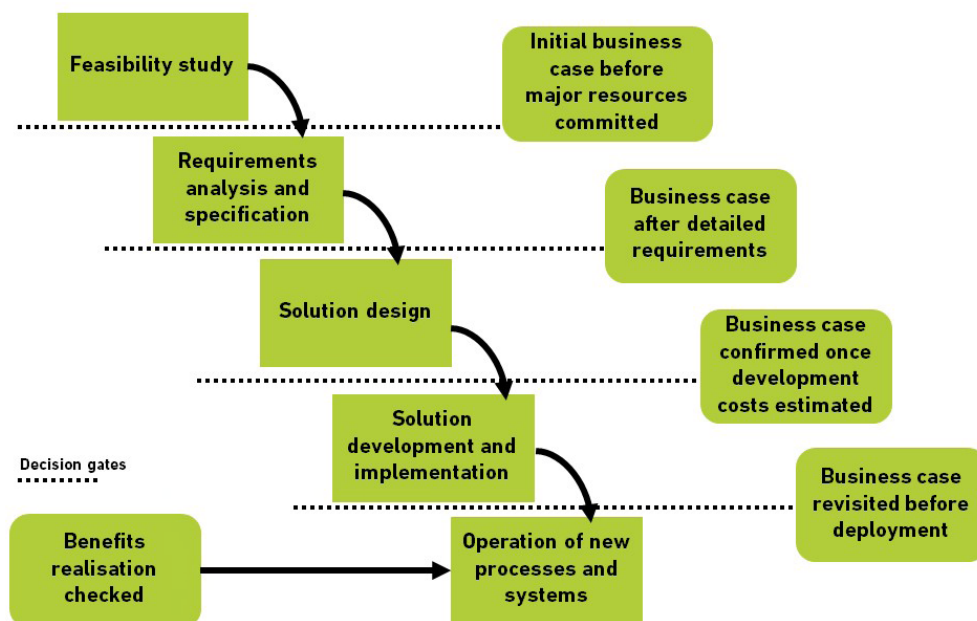 Feasibility study
Initial business
case before
major resources
committed
Requirements
analysis and
specification
Business case
after detailed
requirements
Solution design
Business case
confirmed once
development
costs estimated
Solution
development and
implementation
Decision gates
Business case
revisited before
deployment
Benefits
realisation
checked
Operation of new
processes and
systems